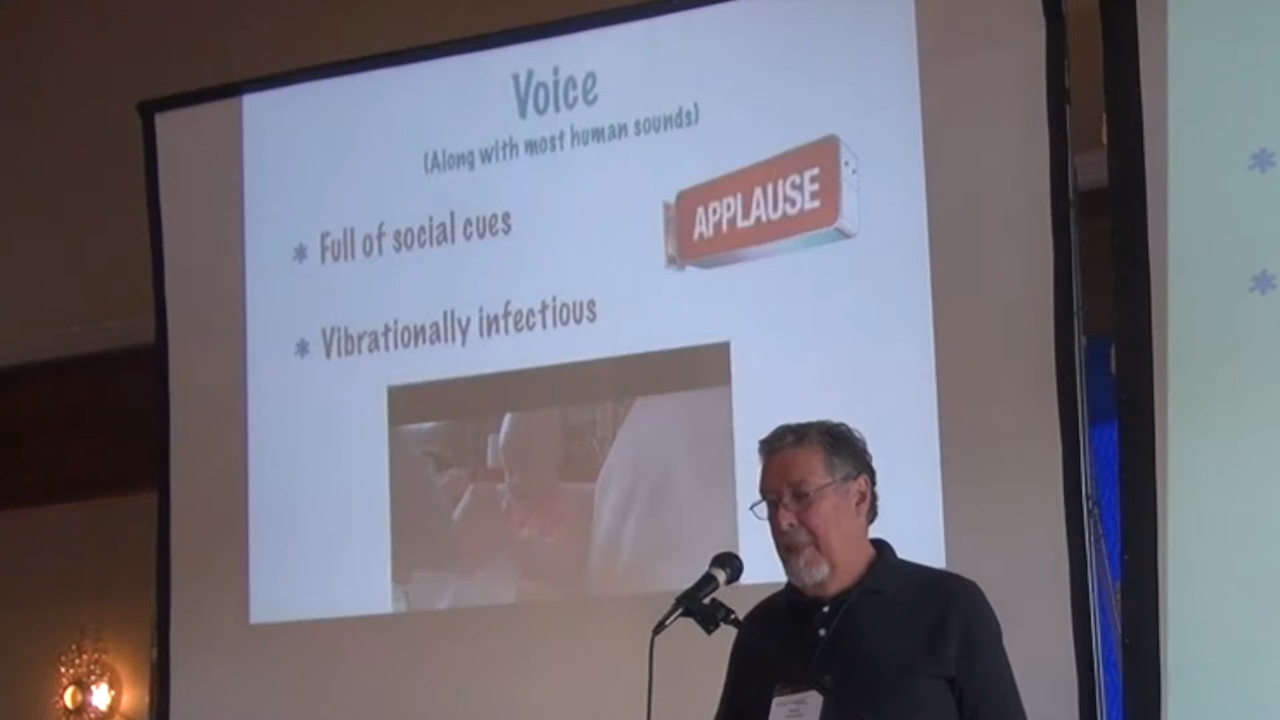 Voice
(Along with most human sounds)
APPLAUSE
* Full of social cues
* Vibrationally infectious
*
*